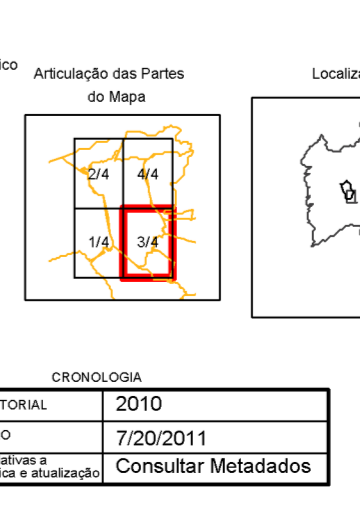 ico
Articulação das Partes
do Mapa
Localiza
2/4
4/4
1/4
3/4
CRONOLOGIA
TORIAL
2010
O
7/20/2011
ativas a
ica e atualização
Consultar Metadados